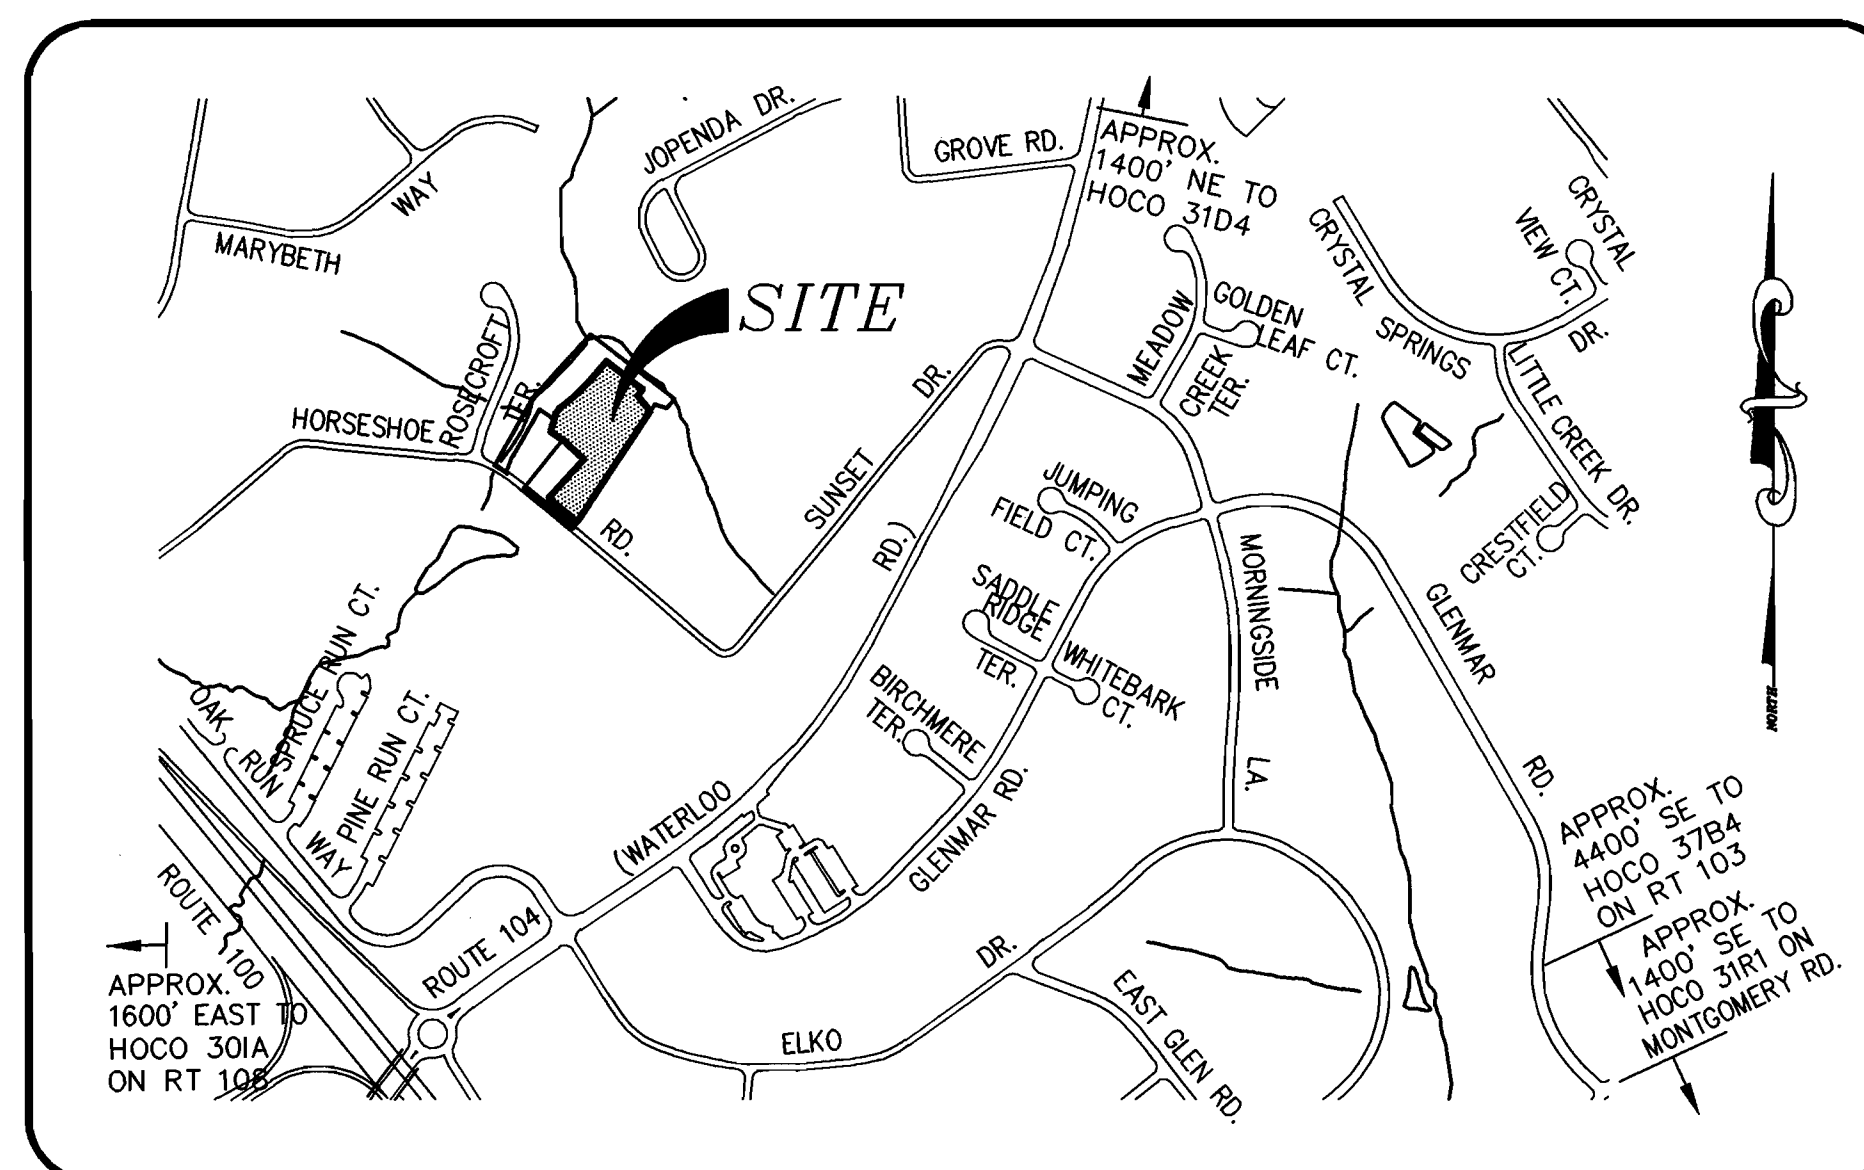 JOPENDA DR.
GROVE RD.
APPROX.
1400' NE TO
HOCO 31D4
MARYBETH
WAY
CRYSTAL
VIEW CT.
CRYSTAL
SPRINGS
DR.
SITE
GOLDEN
LEAF CT.
MEADOW
CREEK
TER.
ROSECROFT
TER.
HORSESHOE
RD.
SUNSET
DR.
LITTLE CREEK DR.
CRESTFIELD
CT.
JUMPING
FIELD CT.
SADDLE
RIDGE
TER.
WHITEBARK
CT.
BIRCHMERE
TER.
MORNINGSIDE
LA.
GLENMAR
RD.
(WATERLOO
RD.)
GLENMAR RD.
SPRUCE RUN CT.
PINE RUN CT.
OAK
RUN
WAY
ROUTE 100
ROUTE 104
ELKO
DR.
EAST GLEN RD.
APPROX.
1600' EAST TO
HOCO 30IA
ON RT 108
APPROX.
4400' SE TO
HOCO 37B4
ON RT 103
APPROX.
1400' SE TO
HOCO 31R1 ON
MONTGOMERY RD.
NORTH